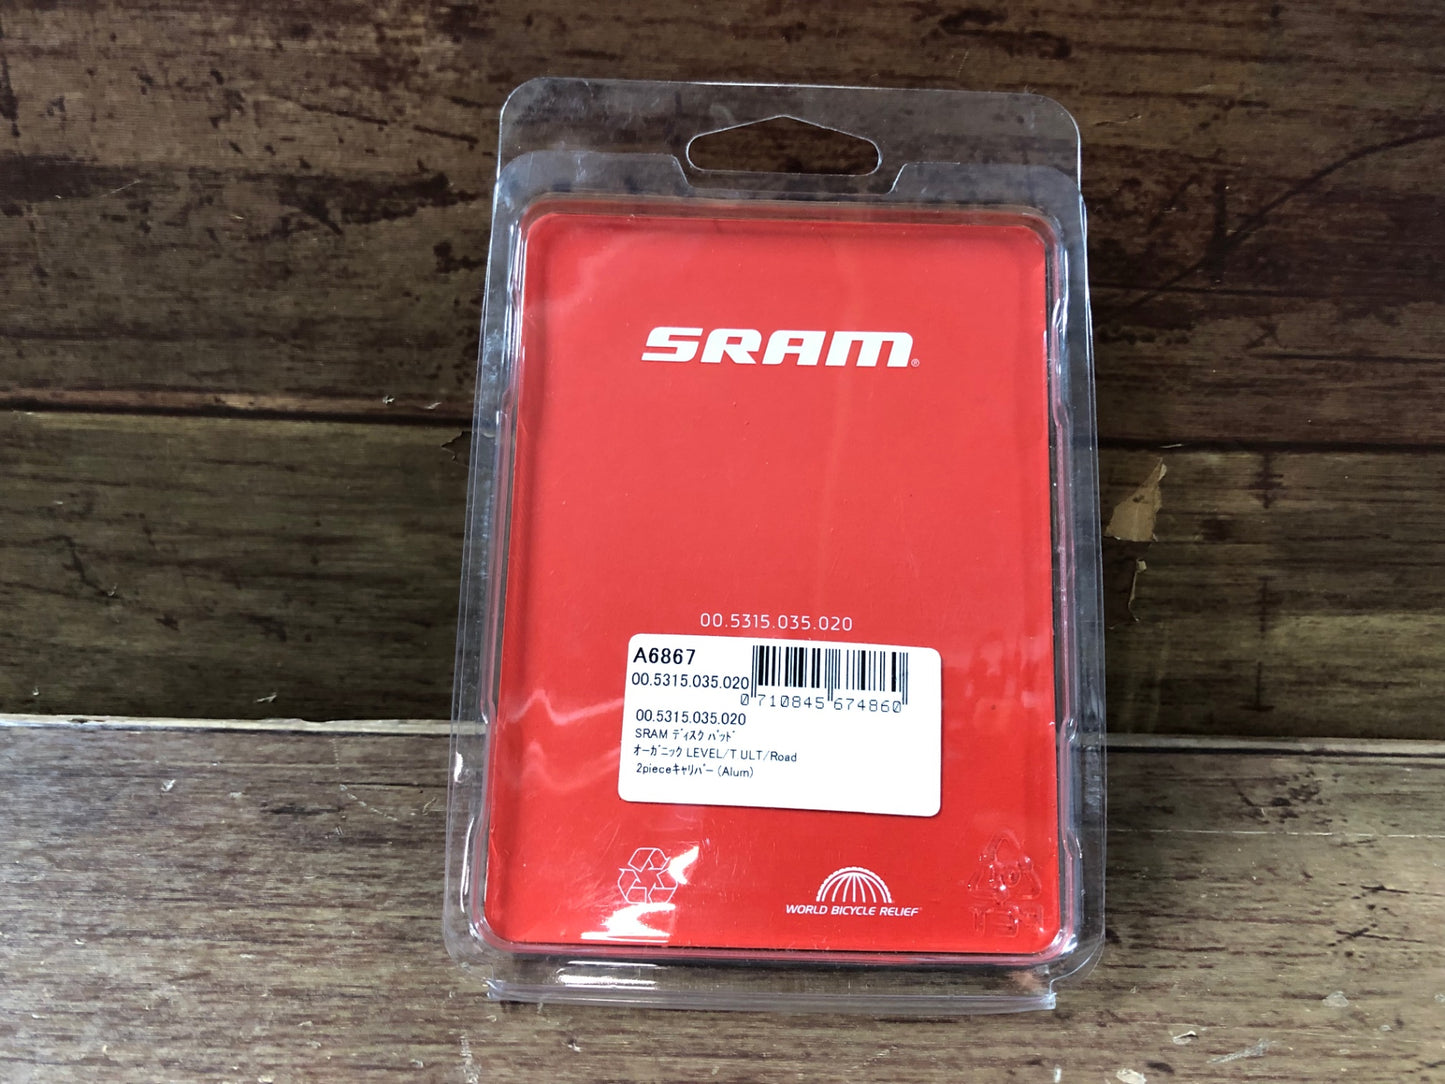 SRAM®
00.5315.035.020
A6867
00.5315.035.020
0 710845 674860
00.5315.035.020
SRAM ﾃﾞｨｽｸ ﾊﾟｯﾄﾞ
ｵｰｶﾞﾆｯｸ LEVEL/T ULT/Road
2pieceｷｬﾘﾊﾟｰ (Alum)
WORLD BICYCLE RELIEF
01
PET